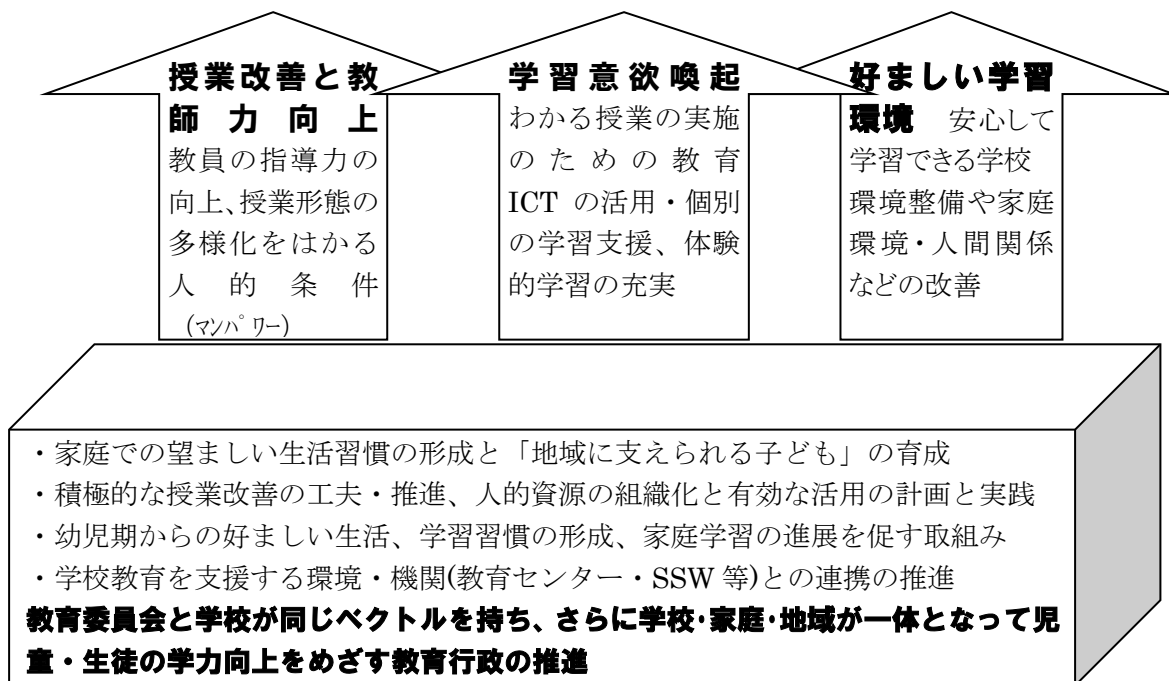 授業改善と教
師力向上
教員の指導力の
向上、授業形態の
多様化をはかる
人的条件
(ﾏﾝﾊﾟﾜｰ)
学習意欲喚起
わかる授業の実施
のための教育
ICT の活用・個別
の学習支援、体験
的学習の充実
好ましい学習
環境 安心して
学習できる学校
環境整備や家庭
環境・人間関係
などの改善
・家庭での望ましい生活習慣の形成と「地域に支えられる子ども」の育成
・積極的な授業改善の工夫・推進、人的資源の組織化と有効な活用の計画と実践
・幼児期からの好ましい生活、学習習慣の形成、家庭学習の進展を促す取組み
・学校教育を支援する環境・機関(教育センター・SSW 等)との連携の推進
教育委員会と学校が同じベクトルを持ち、さらに学校･家庭･地域が一体となって児
童・生徒の学力向上をめざす教育行政の推進